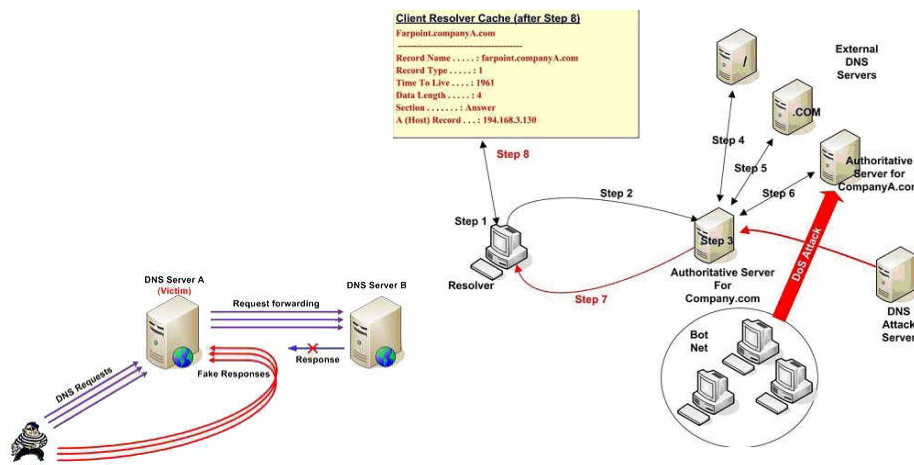 Client Resolver Cache (after Step 8)
Farpoint.companyA.com
----------------------------------------
Record Name . . . . . : farpoint.companyA.com
Record Type . . . . . : 1
Time To Live . . . . : 1961
Data Length . . . . . : 4
Section . . . . . . . : Answer
A (Host) Record . . . : 194.168.3.130
/
External
DNS
Servers
.COM
Step 4
Step 5
Authoritative
Server for
CompanyA.com
Step 6
Step 8
Step 2
Step 1
Step 3
Resolver
Step 7
Authoritative Server
For
Company.com
DoS Attack
DNS
Attack
Server
Bot
Net
DNS Server A
(Victim)
DNS Server B
Request forwarding
Response
Fake Responses
DNS Requests